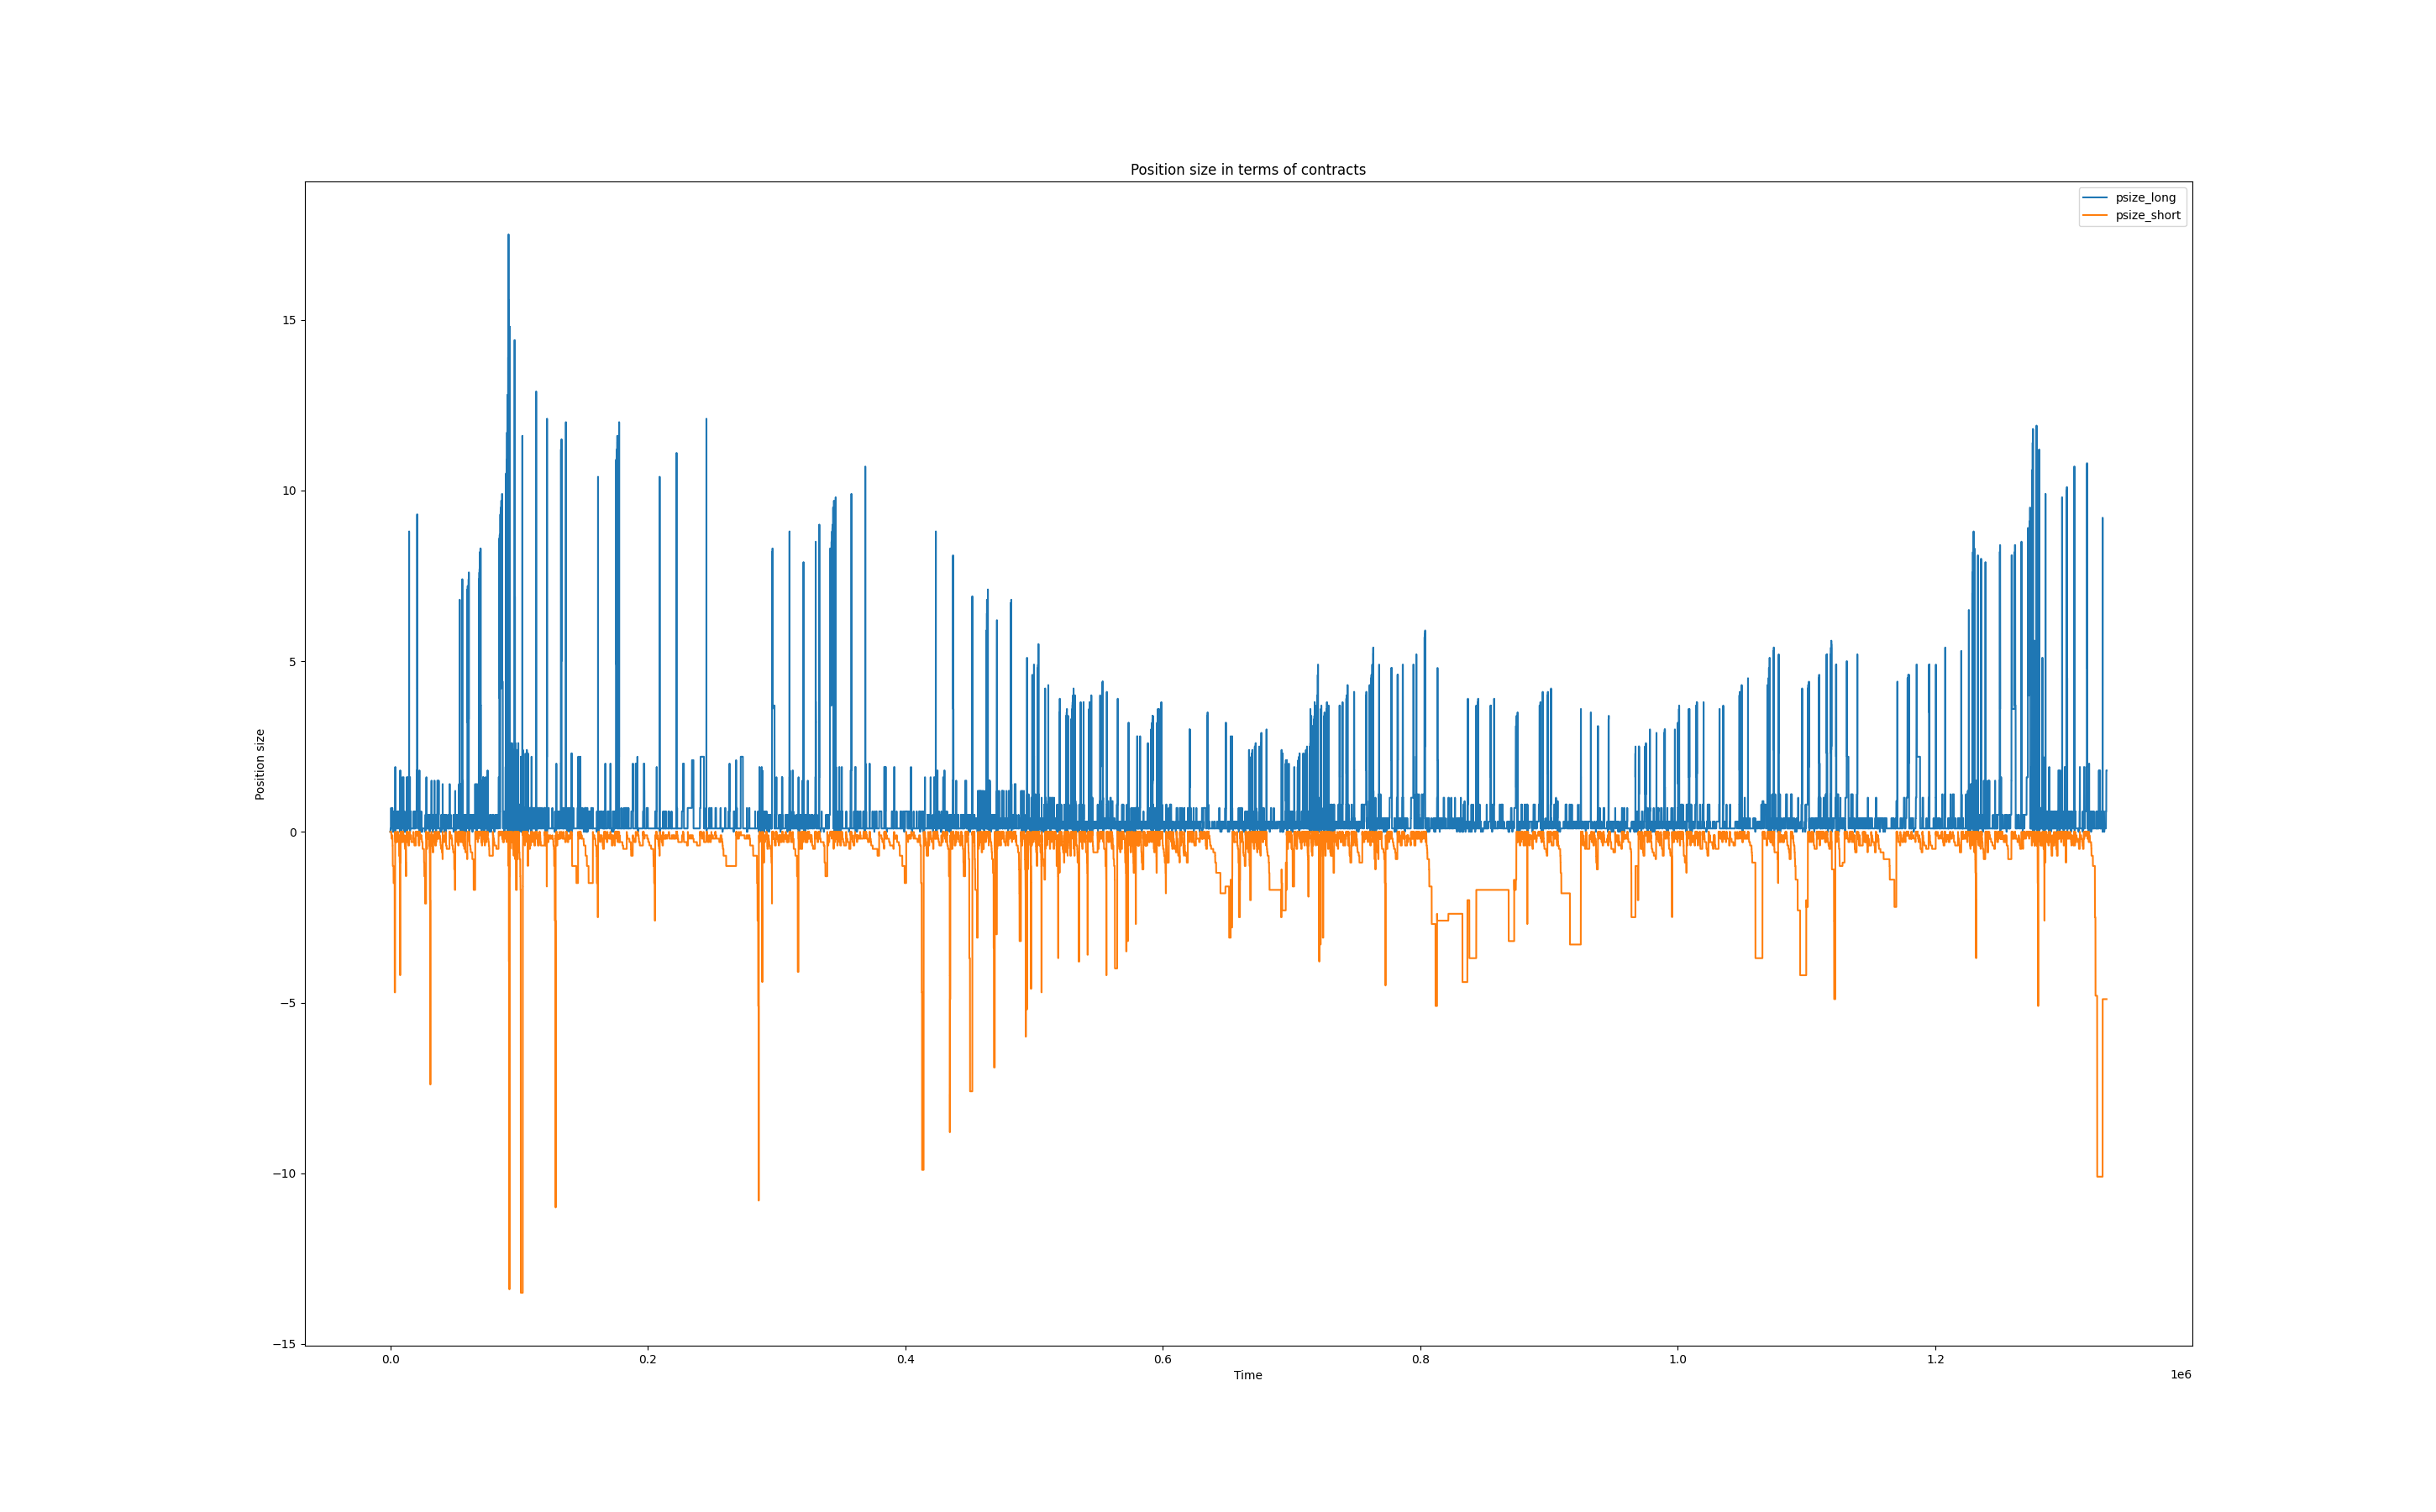 Position size in terms of contracts
psize_long
psize_short
Position size
15
10
5
0
−5
−10
−15
0.0 0.2 0.4 0.6 0.8 1.0 1.2
Time
1e6